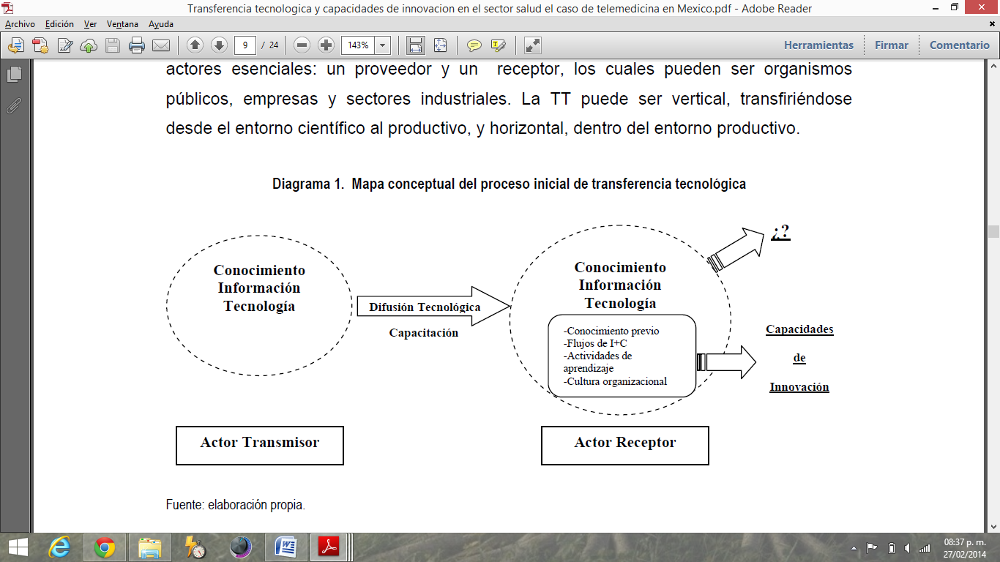 Transferencia tecnologica y capacidades de innovacion en el sector salud el caso de telemedicina en Mexico.pdf - Adobe Reader
Archivo Edición Ver Ventana Ayuda
9 / 24 143% Herramientas Firmar Comentario
actores esenciales: un proveedor y un receptor, los cuales pueden ser organismos
públicos, empresas y sectores industriales. La TT puede ser vertical, transfiriéndose
desde el entorno científico al productivo, y horizontal, dentro del entorno productivo.
Diagrama 1. Mapa conceptual del proceso inicial de transferencia tecnológica
Conocimiento
Información
Tecnología
Difusión Tecnológica
Capacitación
Conocimiento
Información
Tecnología
-Conocimiento previo
-Flujos de I+C
-Actividades de
aprendizaje
-Cultura organizacional
¿?
Capacidades
de
Innovación
Actor Transmisor
Actor Receptor
Fuente: elaboración propia.
08:37 p. m.
27/02/2014